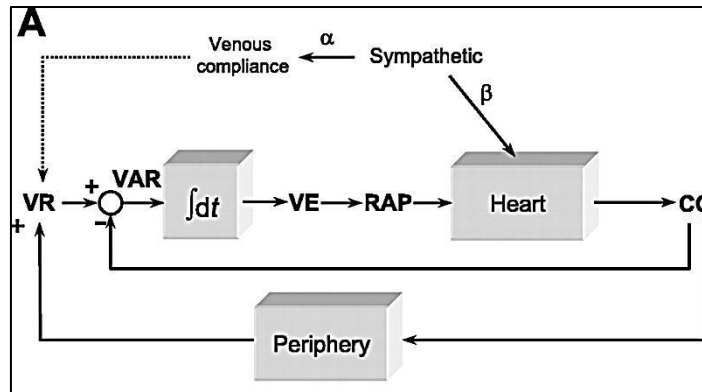 A
Venous
compliance
α
Sympathetic
β
VR
+
+
−
VAR
∫dt
VE
RAP
Heart
CO
Periphery